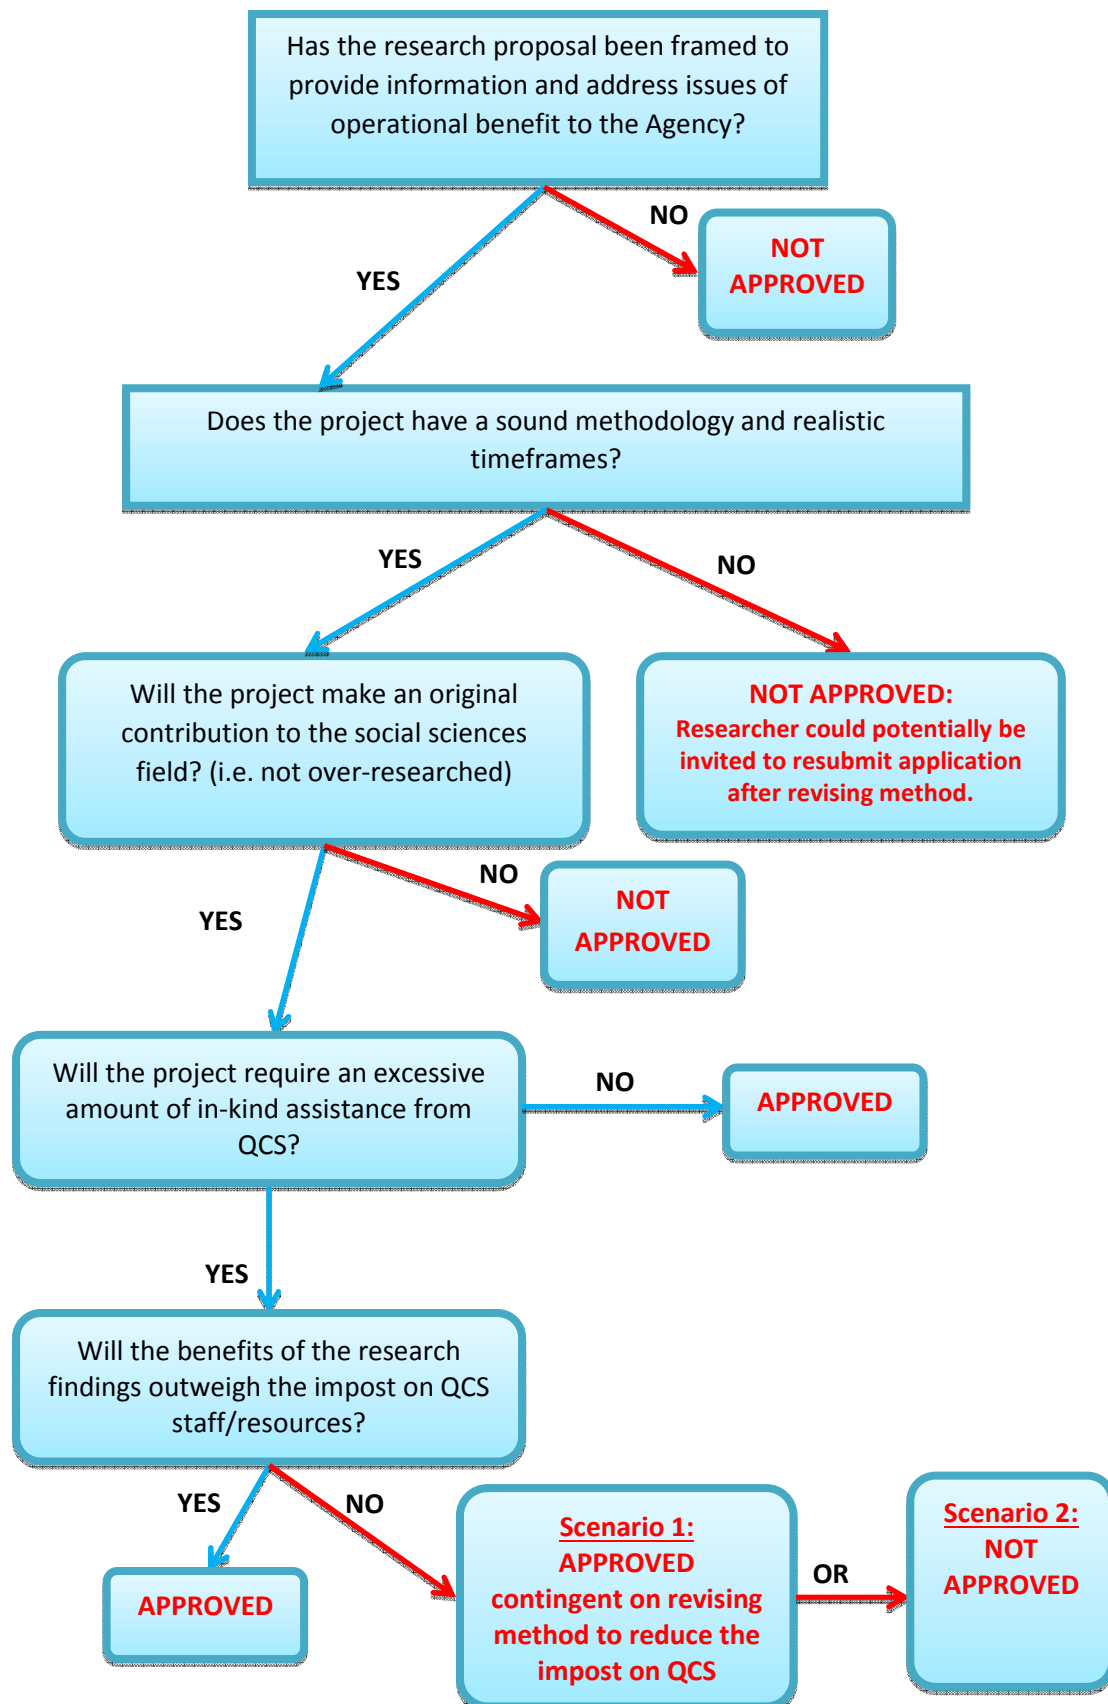 Has the research proposal been framed to
provide information and address issues of
operational benefit to the Agency?
NO
NOT
APPROVED
YES
Does the project have a sound methodology and realistic
timeframes?
YES
NO
Will the project make an original
contribution to the social sciences
field? (i.e. not over-researched)
NOT APPROVED:
Researcher could potentially be
invited to resubmit application
after revising method.
NO
NOT
APPROVED
YES
Will the project require an excessive
amount of in-kind assistance from
QCS?
NO
APPROVED
YES
Will the benefits of the research
findings outweigh the impost on QCS
staff/resources?
YES
NO
APPROVED
Scenario 1:
APPROVED
contingent on revising
method to reduce the
impost on QCS
OR
Scenario 2:
NOT
APPROVED